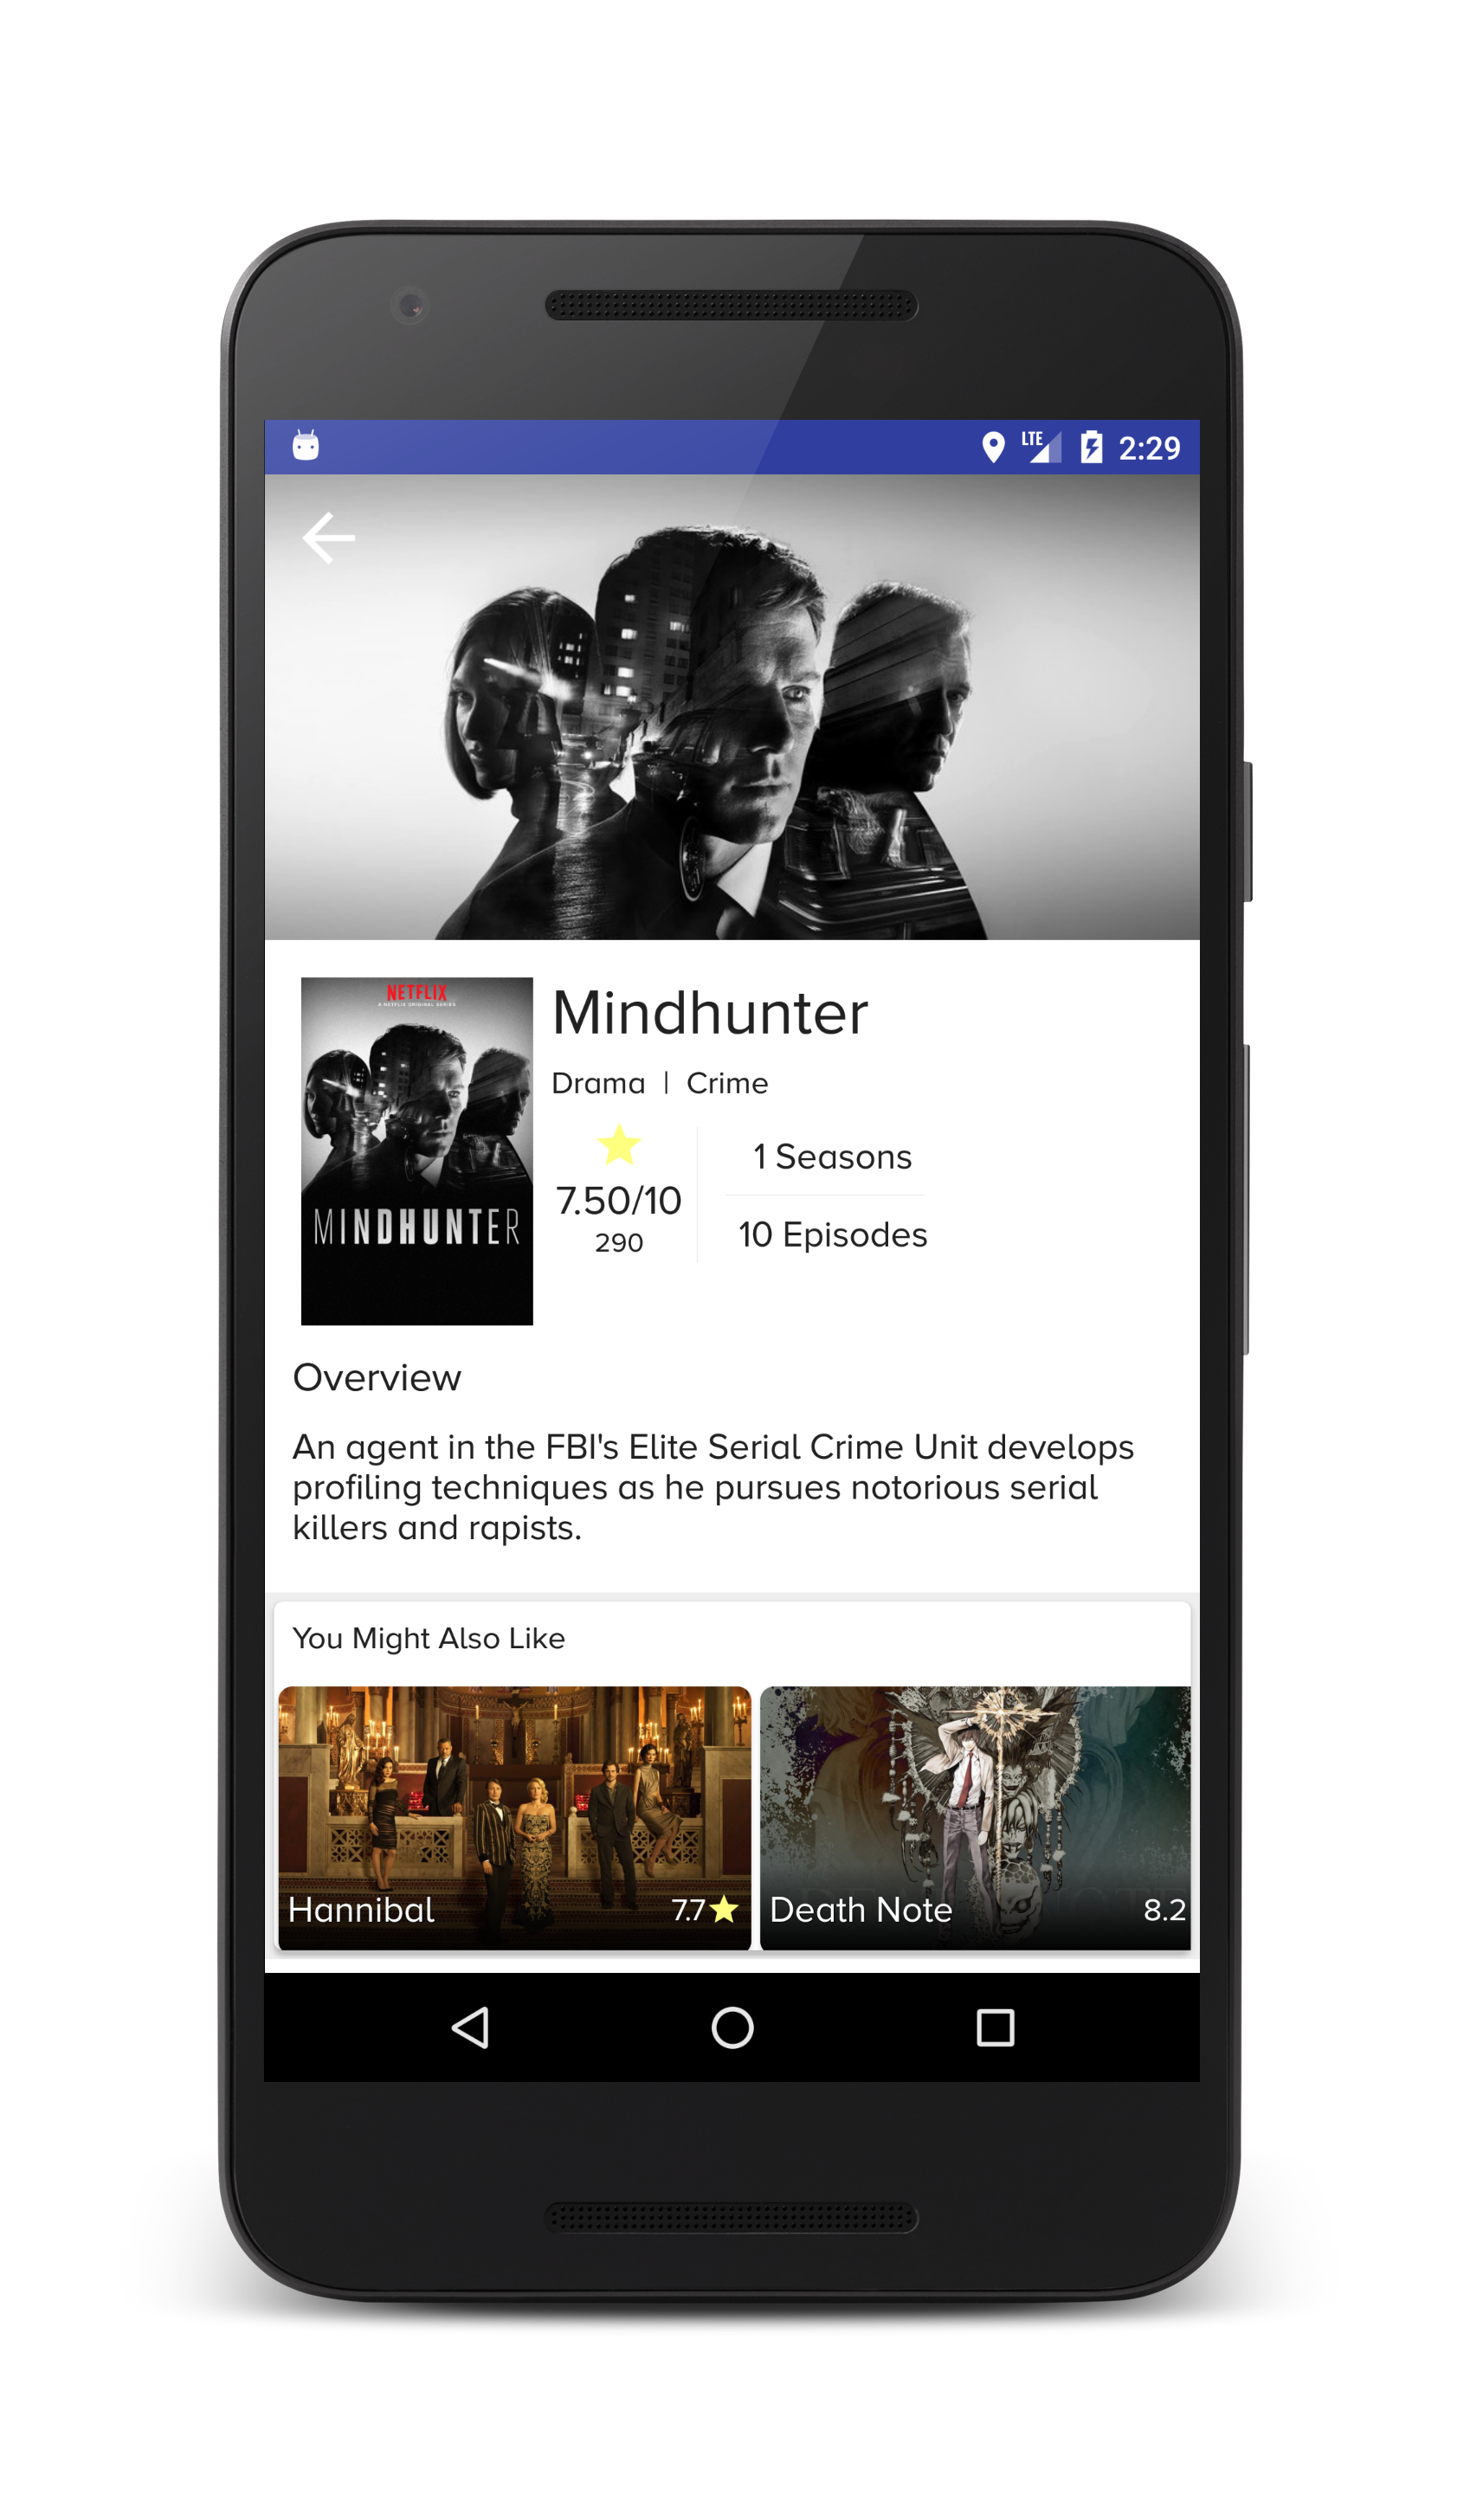 LTE 2:29
NETFLIX
A NETFLIX ORIGINAL SERIES
MINDHUNTER
Mindhunter
Drama | Crime
7.50/10
290
1 Seasons
10 Episodes
Overview
An agent in the FBI's Elite Serial Crime Unit develops
profiling techniques as he pursues notorious serial
killers and rapists.
You Might Also Like
Hannibal 7.7
Death Note 8.2